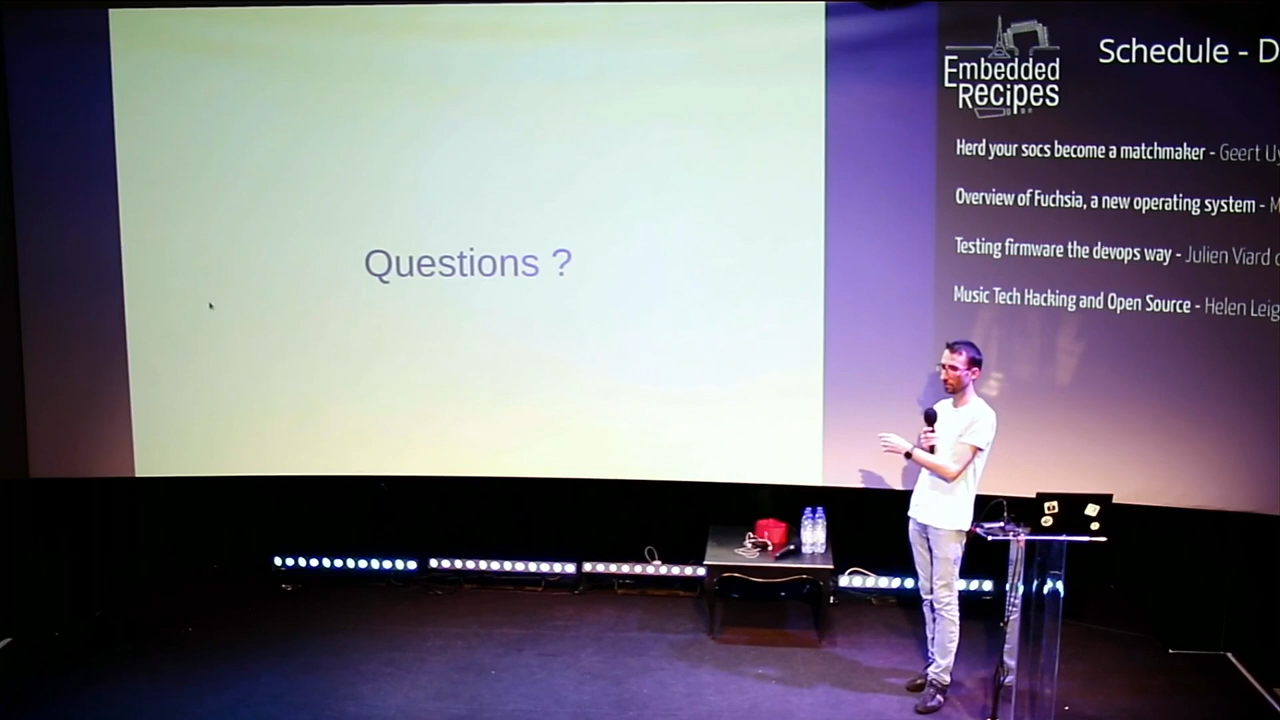 Questions ?
Embedded
Recipes
Schedule -
Herd your socs become a matchmaker - Geert
Overview of Fuchsia, a new operating system -
Testing firmware the devops way - Julien Viard
Music Tech Hacking and Open Source - Helen